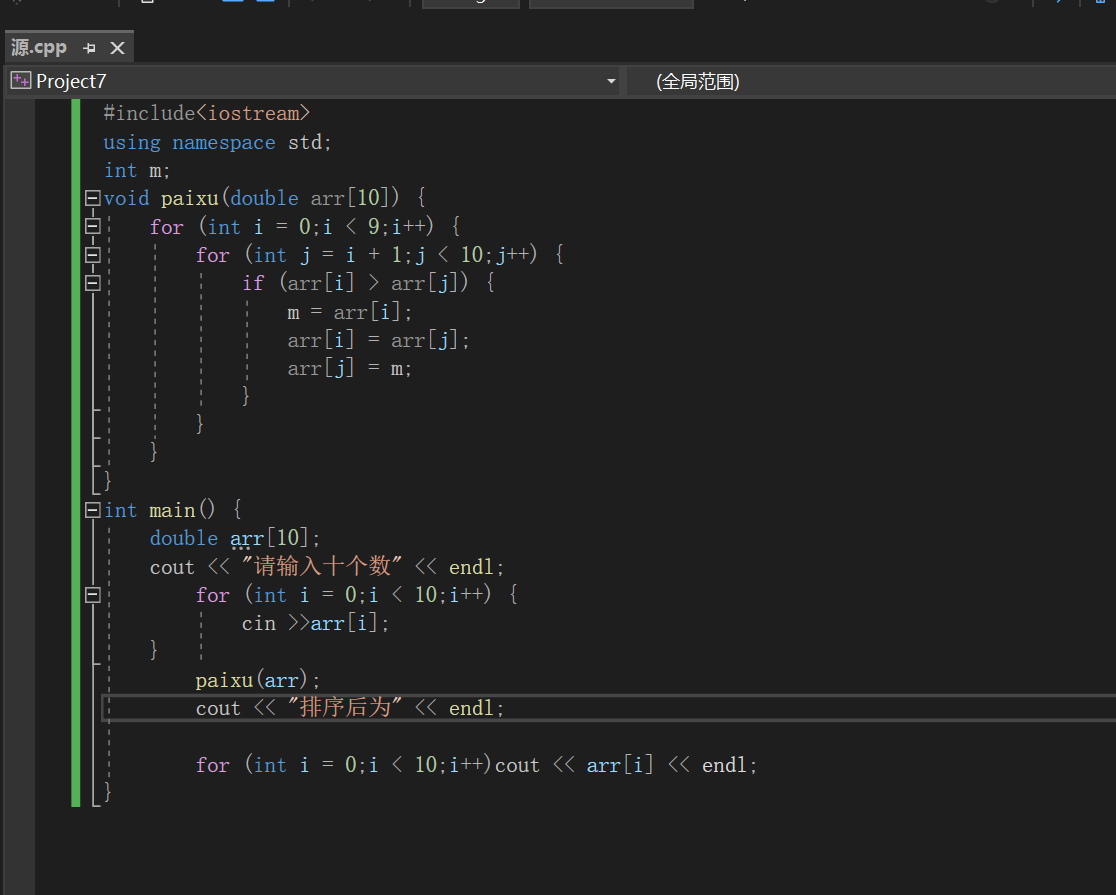 源.cpp
Project7
(全局范围)
#include<iostream>
using namespace std;
int m;
void paixu(double arr[10]) {
for (int i = 0;i < 9;i++) {
for (int j = i + 1;j < 10;j++) {
if (arr[i] > arr[j]) {
m = arr[i];
arr[i] = arr[j];
arr[j] = m;
}
}
}
}
int main() {
double arr[10];
cout << "请输入十个数" << endl;
for (int i = 0;i < 10;i++) {
cin >>arr[i];
}
paixu(arr);
cout << "排序后为" << endl;
for (int i = 0;i < 10;i++)cout << arr[i] << endl;
}